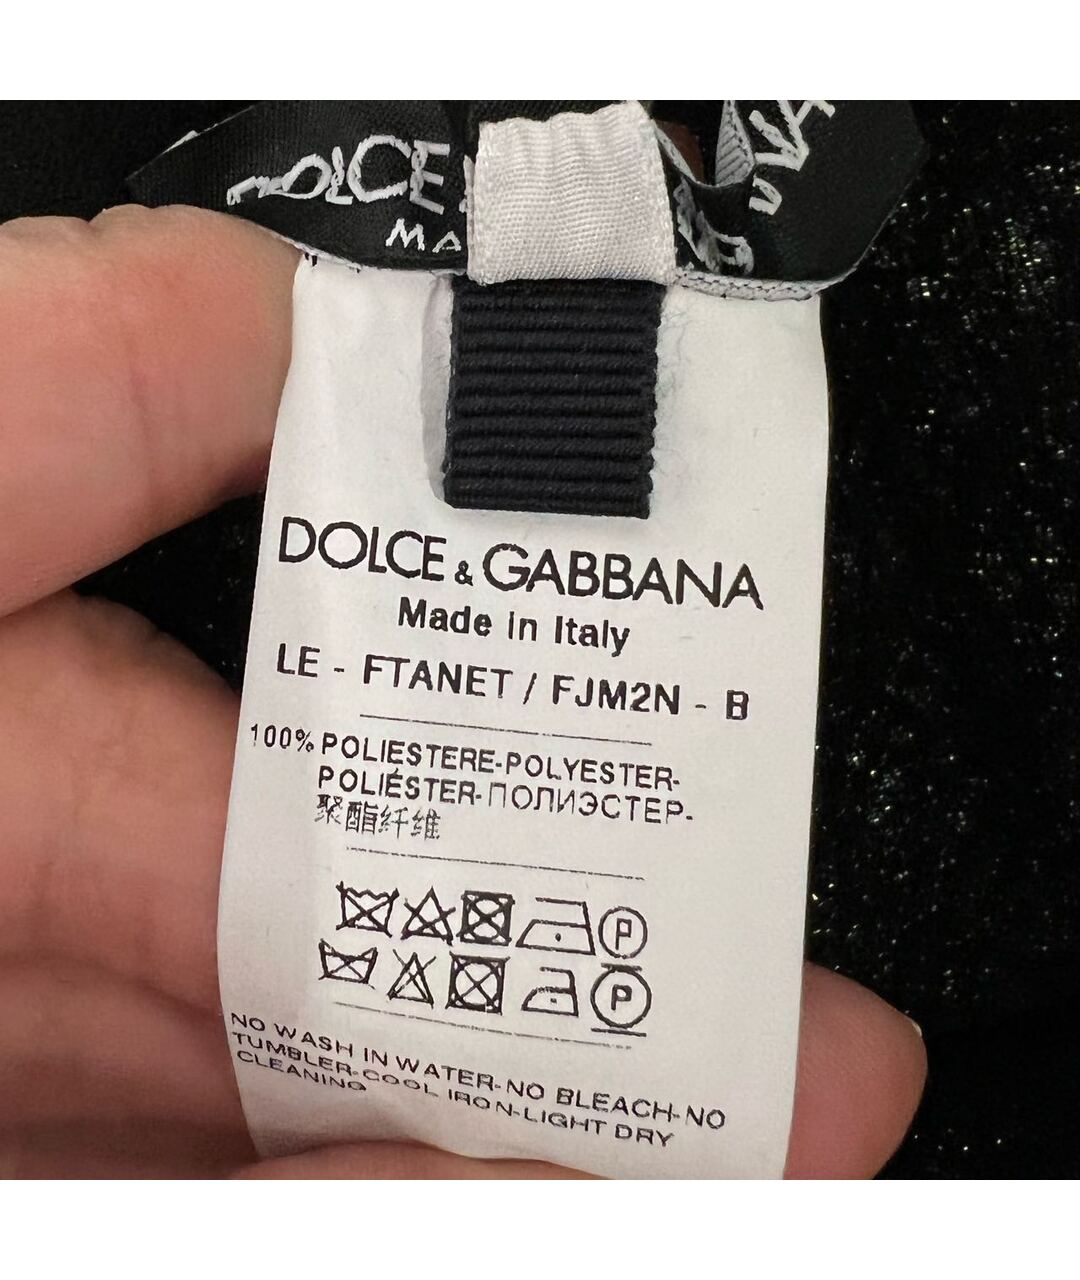 DOLCE
MA
DOLCE & GABBANA
Made in Italy
LE - FTANET / FJM2N - B
100% POLIESTERE-POLYESTER-
POLIÉSTER-ПОЛИЭСТЕР-
聚酯纤维
P
P
NO WASH IN WATER-NO BLEACH-NO
TUMBLER-COOL IRON-LIGHT DRY
CLEANING